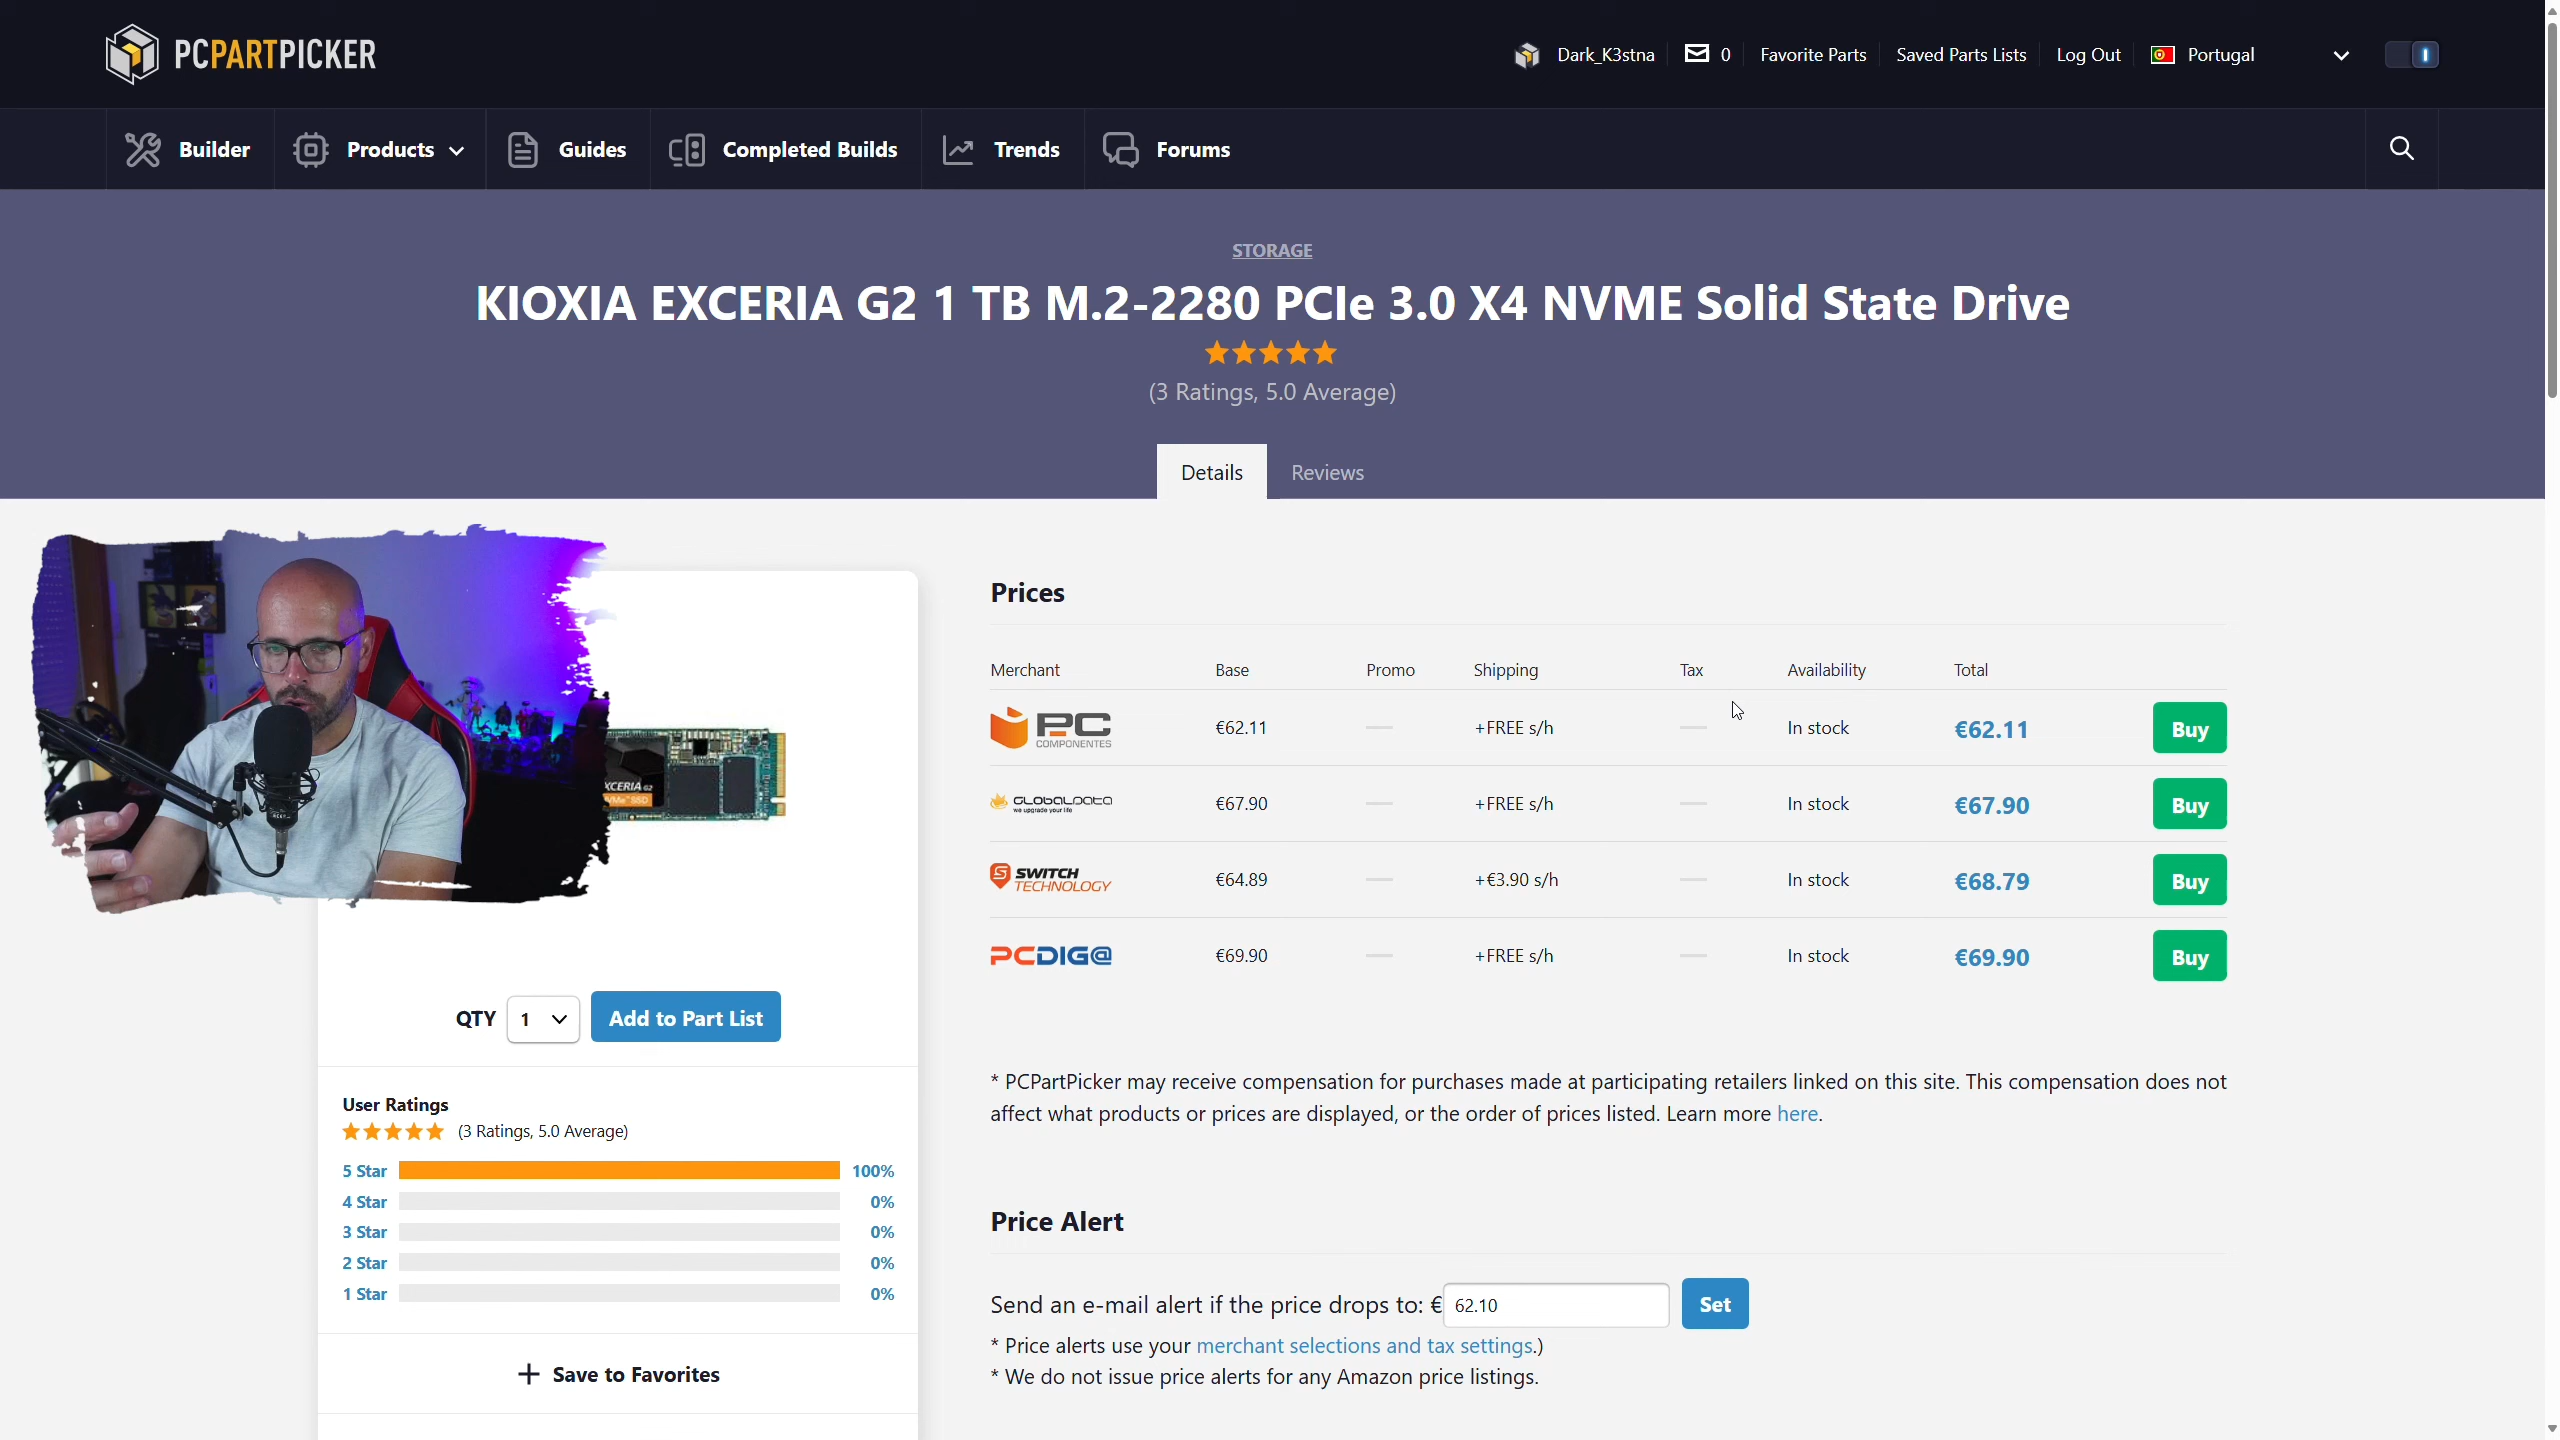 PCPARTPICKER
Dark_K3stna
0
Favorite Parts
Saved Parts Lists
Log Out
Portugal
Builder
Products
Guides
Completed Builds
Trends
Forums
STORAGE
KIOXIA EXCERIA G2 1 TB M.2-2280 PCIe 3.0 X4 NVME Solid State Drive
(3 Ratings, 5.0 Average)
Details
Reviews
XCERIA G2
QTY
1
Add to Part List
User Ratings
(3 Ratings, 5.0 Average)
5 Star 100%
4 Star 0%
3 Star 0%
2 Star 0%
1 Star 0%
+ Save to Favorites
Prices
Merchant Base Promo Shipping Tax Availability Total
PC COMPONENTES €62.11 — +FREE s/h — In stock €62.11 Buy
GLOBALDATA we upgrade your life €67.90 — +FREE s/h — In stock €67.90 Buy
SWITCH TECHNOLOGY €64.89 — +€3.90 s/h — In stock €68.79 Buy
PCDIG@ €69.90 — +FREE s/h — In stock €69.90 Buy
* PCPartPicker may receive compensation for purchases made at participating retailers linked on this site. This compensation does not
affect what products or prices are displayed, or the order of prices listed. Learn more here.
Price Alert
Send an e-mail alert if the price drops to: € 62.10 Set
* Price alerts use your merchant selections and tax settings.)
* We do not issue price alerts for any Amazon price listings.